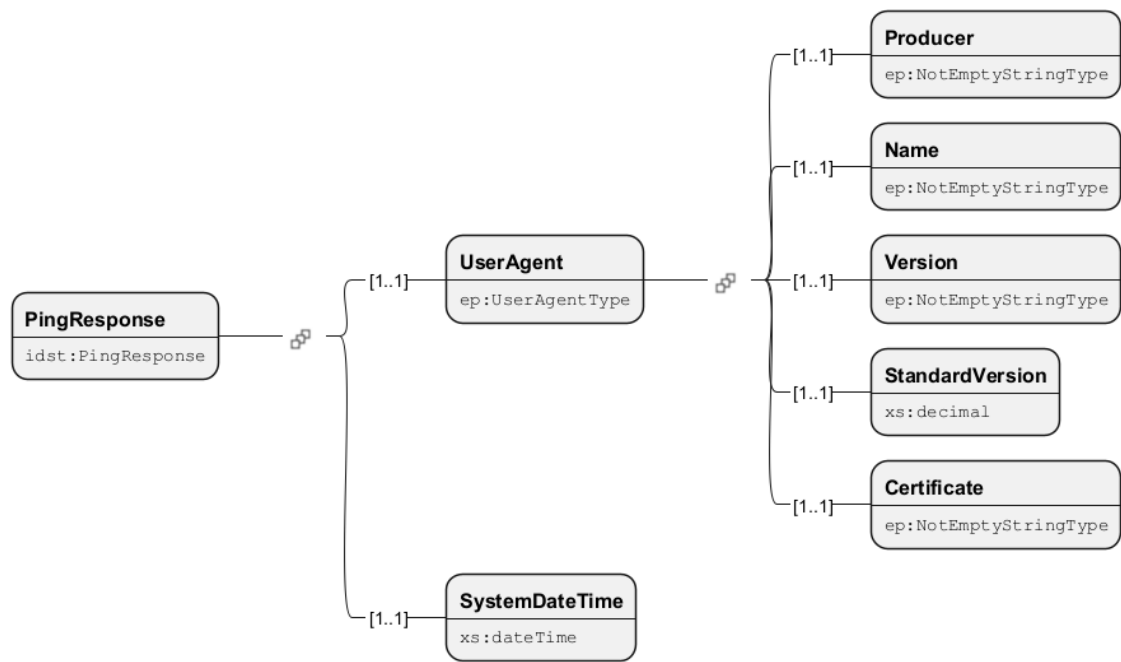 PingResponse
idst:PingResponse
[1..1]
UserAgent
ep:UserAgentType
[1..1]
Producer
ep:NotEmptyStringType
[1..1]
Name
ep:NotEmptyStringType
[1..1]
Version
ep:NotEmptyStringType
[1..1]
StandardVersion
xs:decimal
[1..1]
Certificate
ep:NotEmptyStringType
[1..1]
SystemDateTime
xs:dateTime